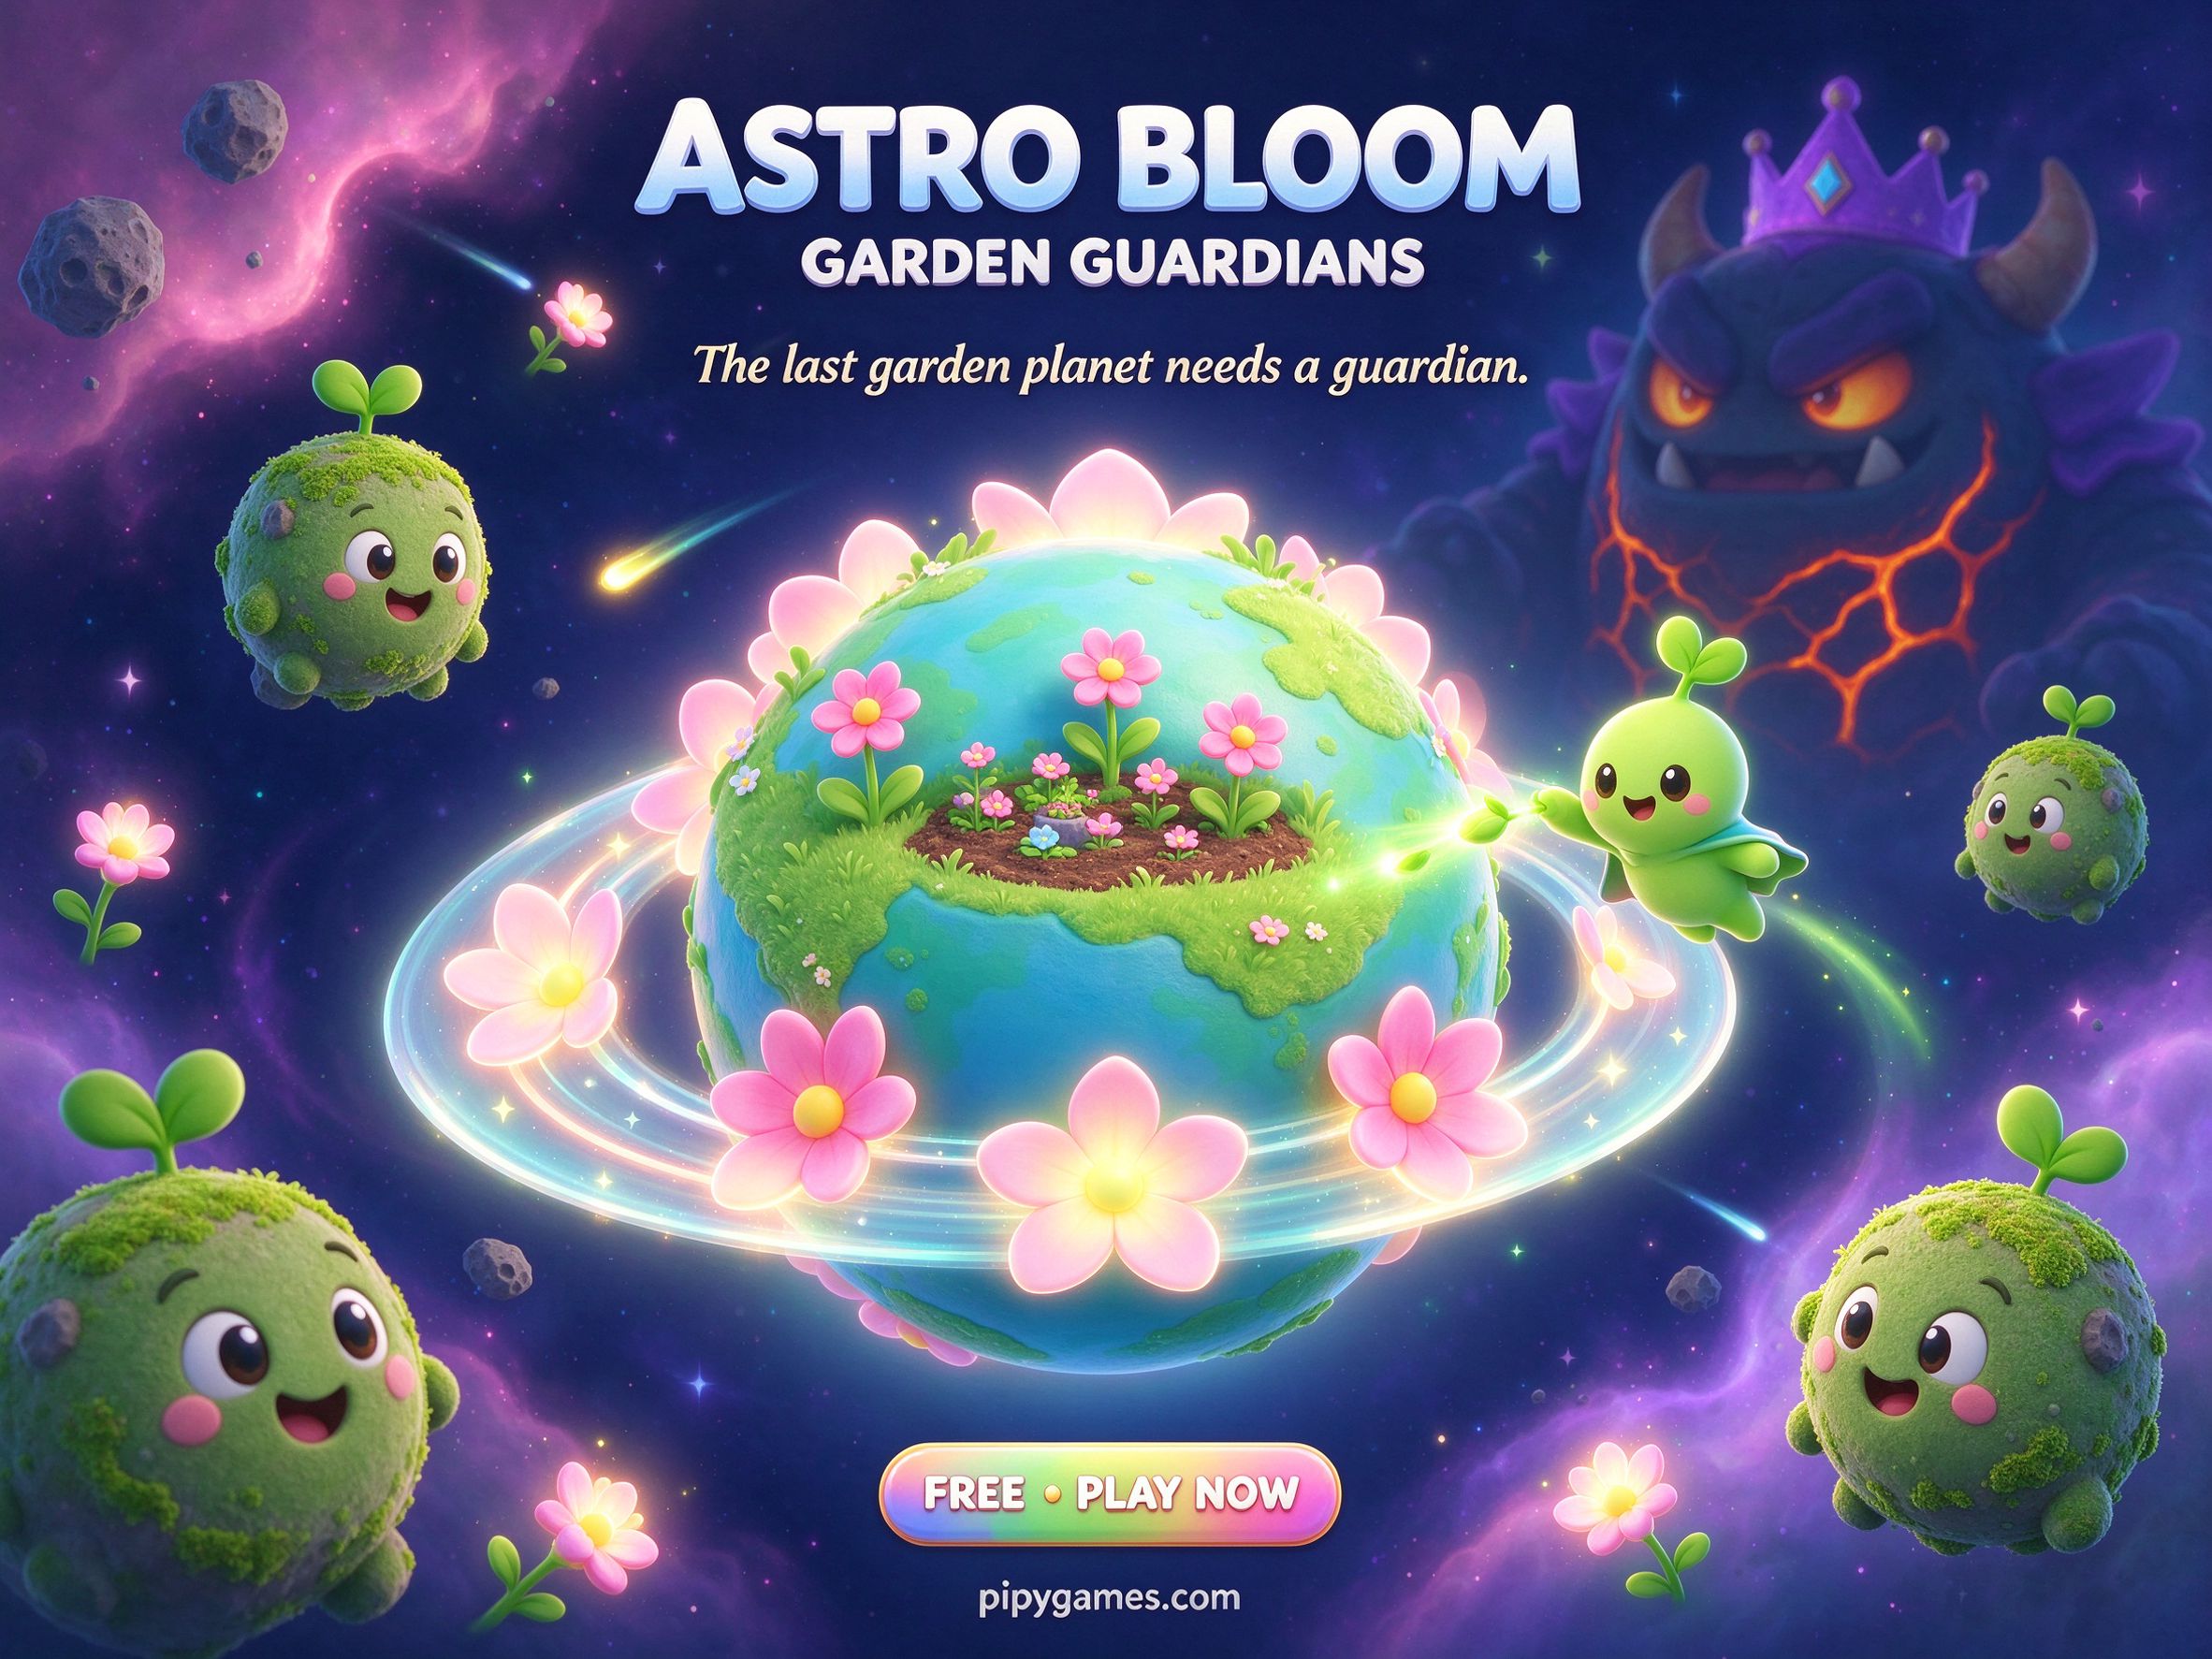 ASTRO BLOOM
GARDEN GUARDIANS
The last garden planet needs a guardian.
FREE • PLAY NOW
pipygames.com